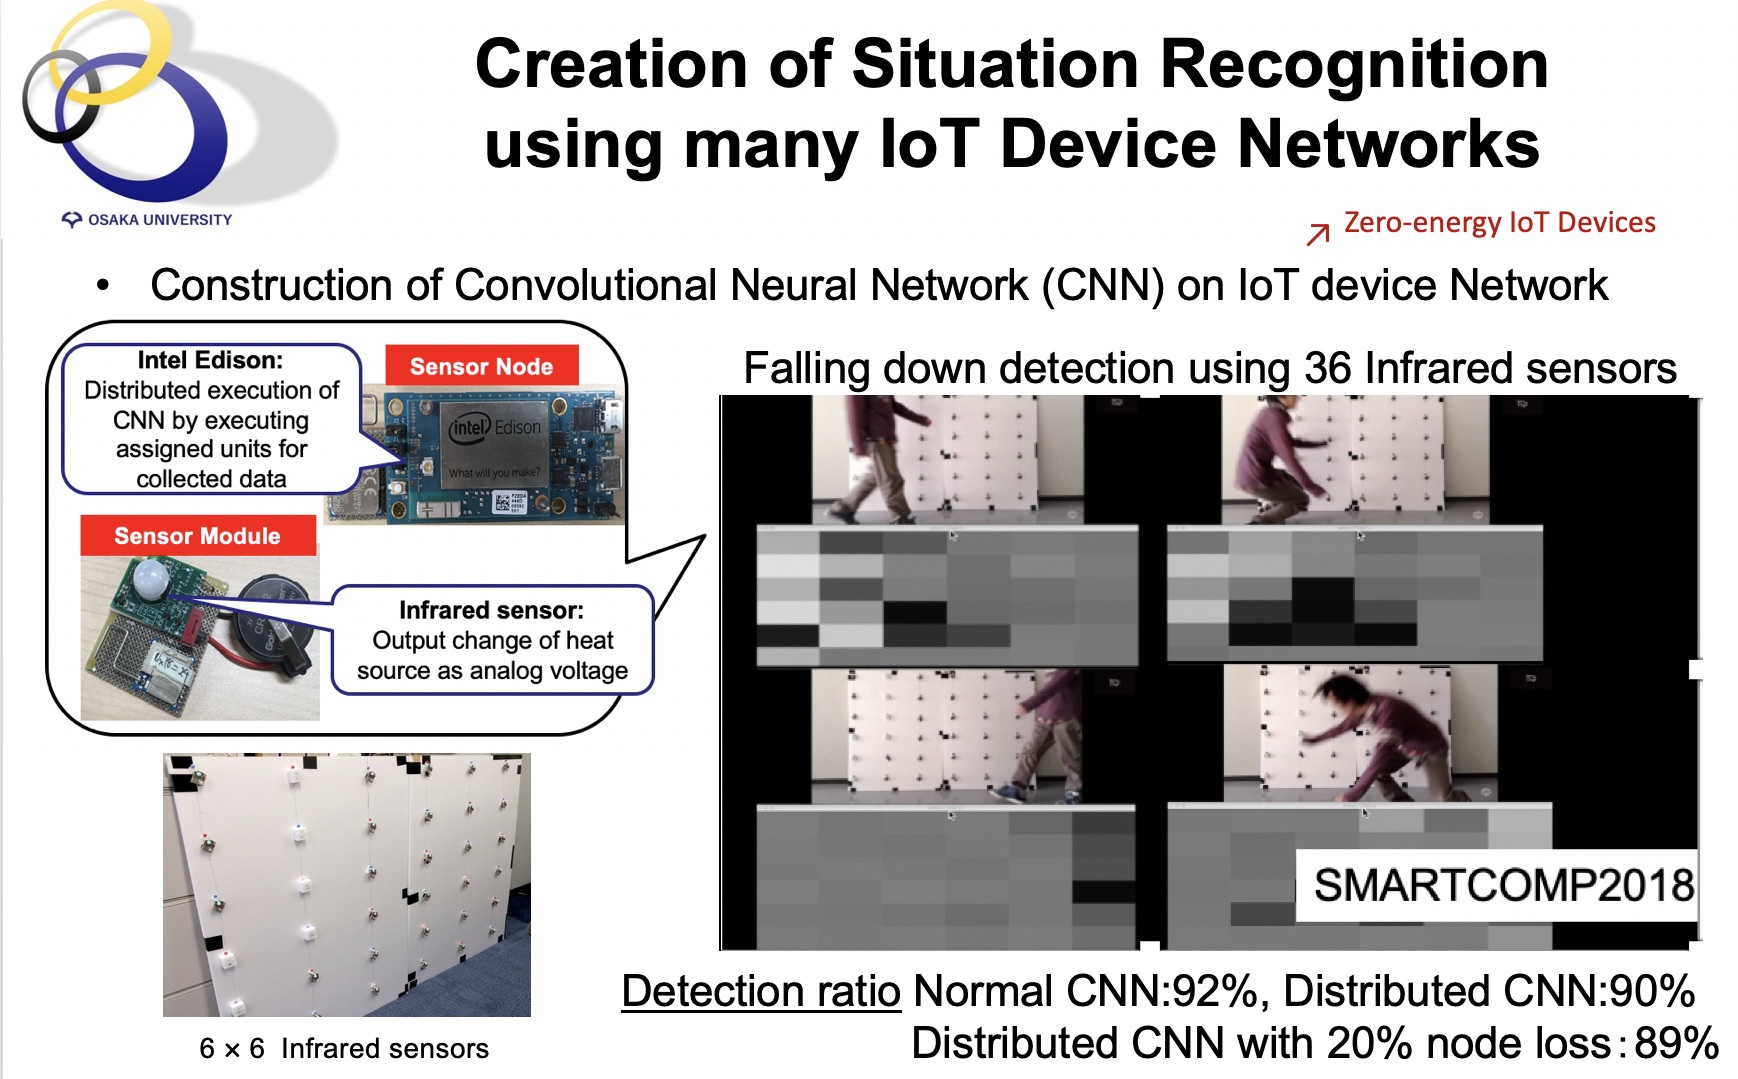 Creation of Situation Recognition
using many IoT Device Networks
OSAKA UNIVERSITY
Zero-energy IoT Devices
• Construction of Convolutional Neural Network (CNN) on IoT device Network
Intel Edison:
Distributed execution of
CNN by executing
assigned units for
collected data
Sensor Node
intel Edison
What will you make?
Sensor Module
Infrared sensor:
Output change of heat
source as analog voltage
6 × 6 Infrared sensors
Falling down detection using 36 Infrared sensors
SMARTCOMP2018
Detection ratio Normal CNN:92%, Distributed CNN:90%
Distributed CNN with 20% node loss:89%